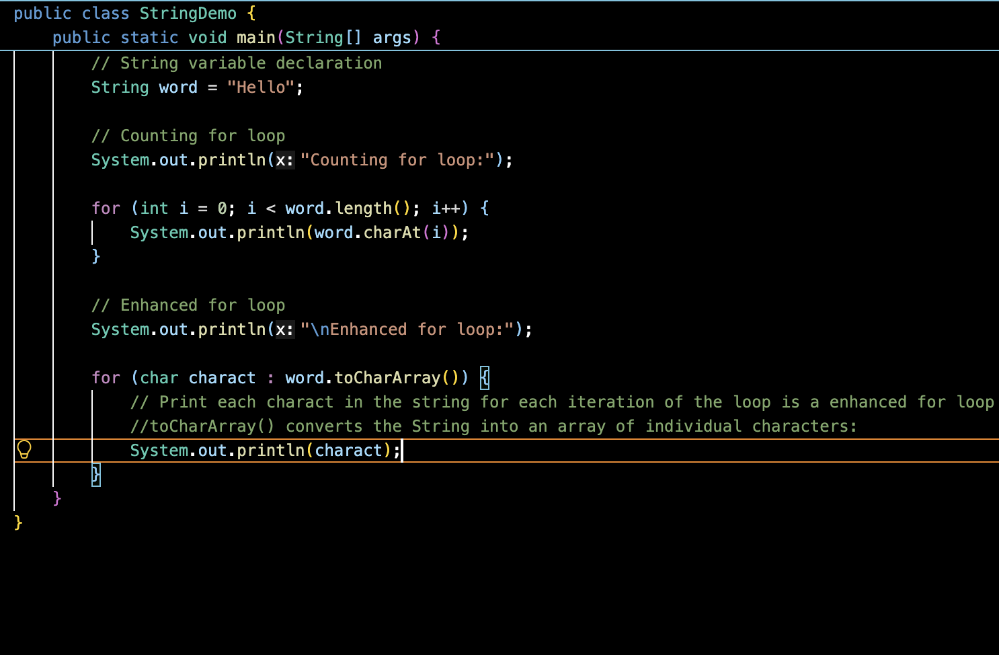 public class StringDemo {
    public static void main(String[] args) {
        // String variable declaration
        String word = "Hello";

        // Counting for loop
        System.out.println(x: "Counting for loop:");

        for (int i = 0; i < word.length(); i++) {
            System.out.println(word.charAt(i));
        }

        // Enhanced for loop
        System.out.println(x: "\nEnhanced for loop:");

        for (char charact : word.toCharArray()) {
            // Print each charact in the string for each iteration of the loop is a enhanced for loop
            //toCharArray() converts the String into an array of individual characters:
            System.out.println(charact);
        }
    }
}